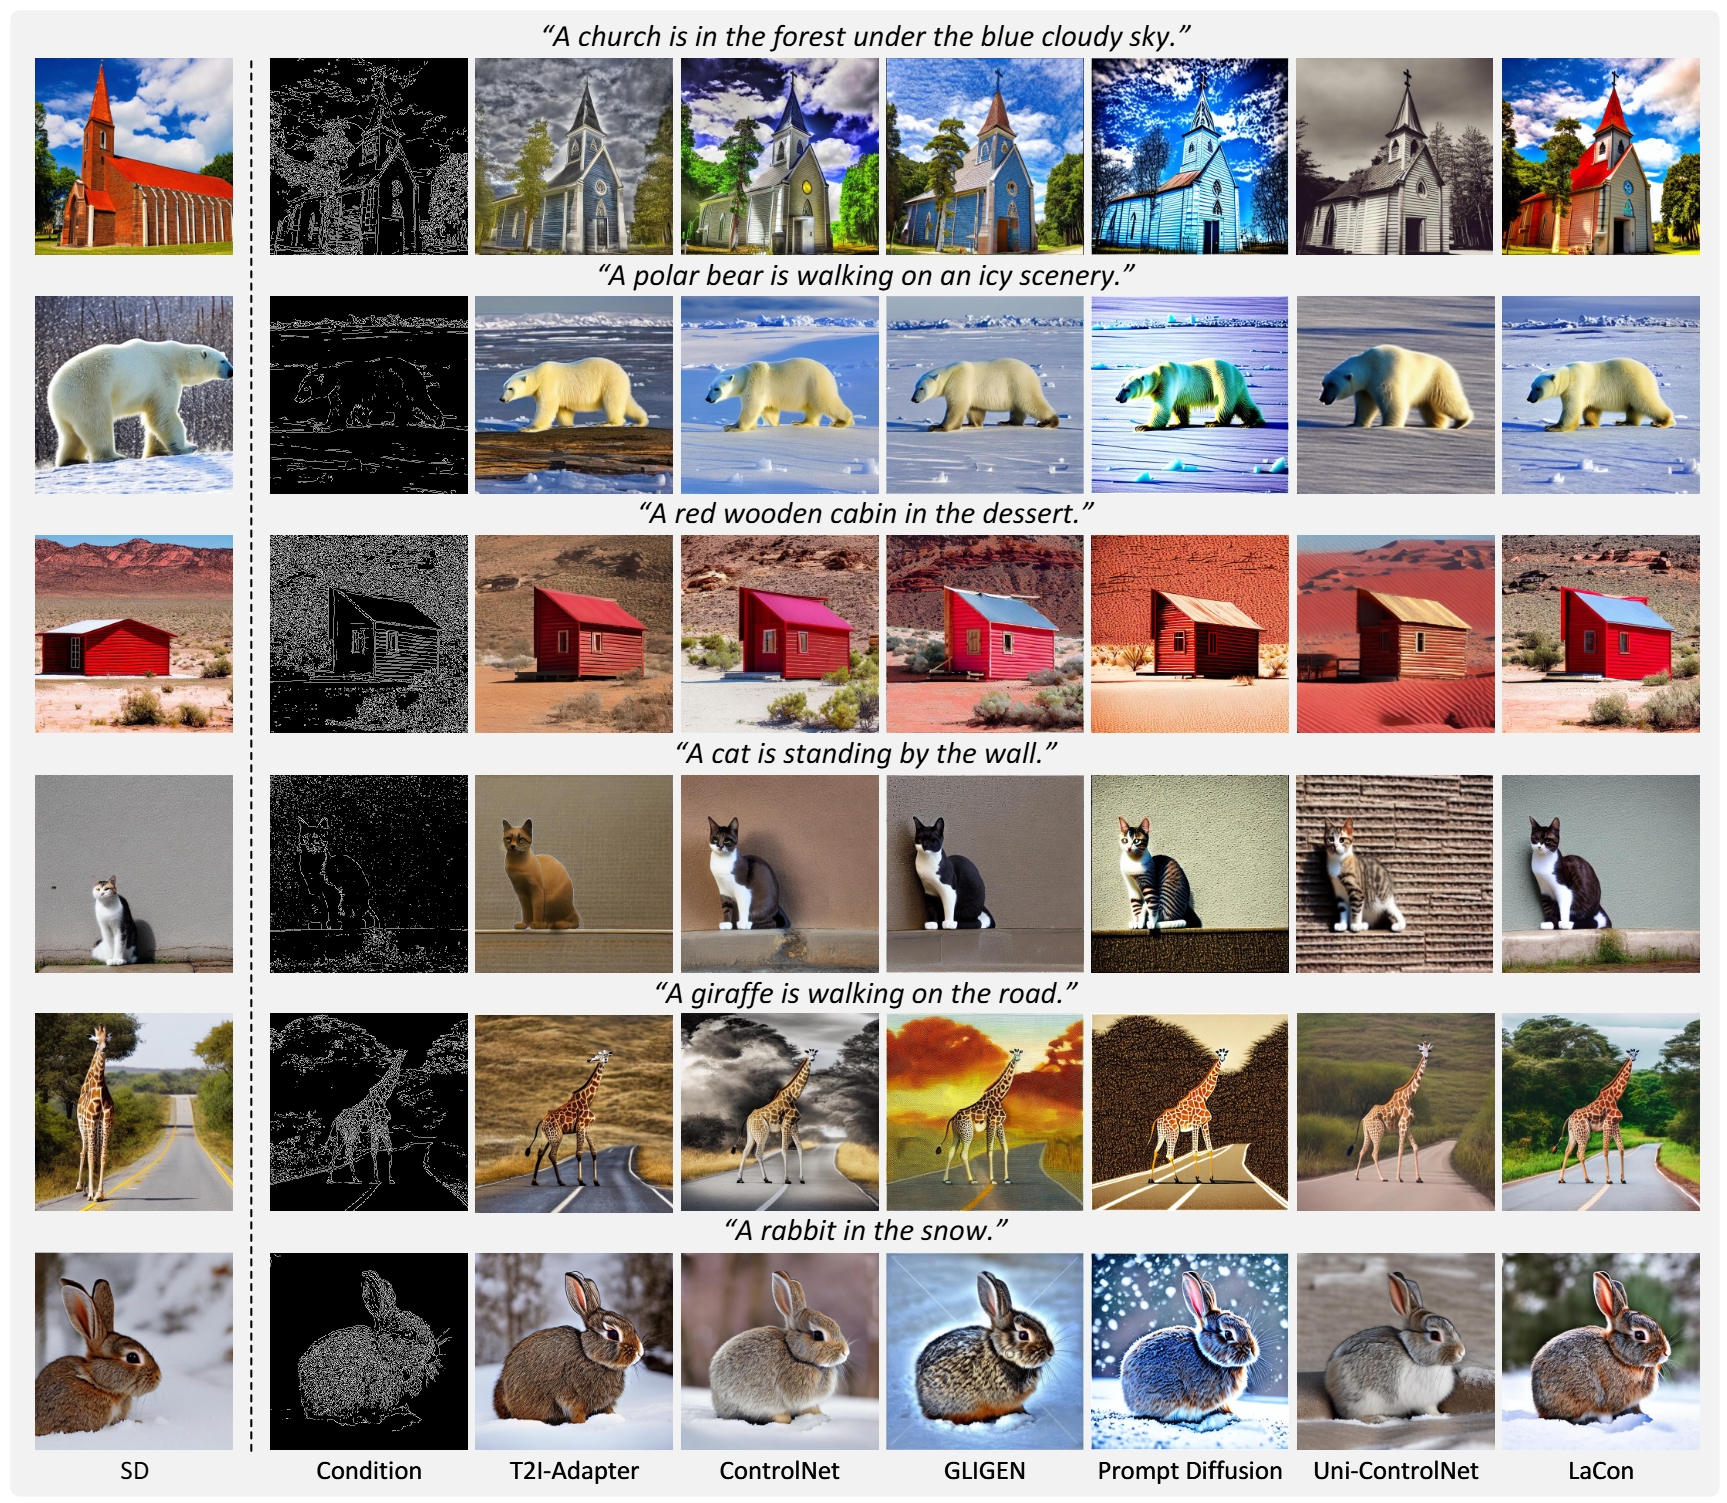 “A church is in the forest under the blue cloudy sky.”
“A polar bear is walking on an icy scenery.”
“A red wooden cabin in the dessert.”
“A cat is standing by the wall.”
“A giraffe is walking on the road.”
“A rabbit in the snow.”
SD Condition T2I-Adapter ControlNet GLIGEN Prompt Diffusion Uni-ControlNet LaCon